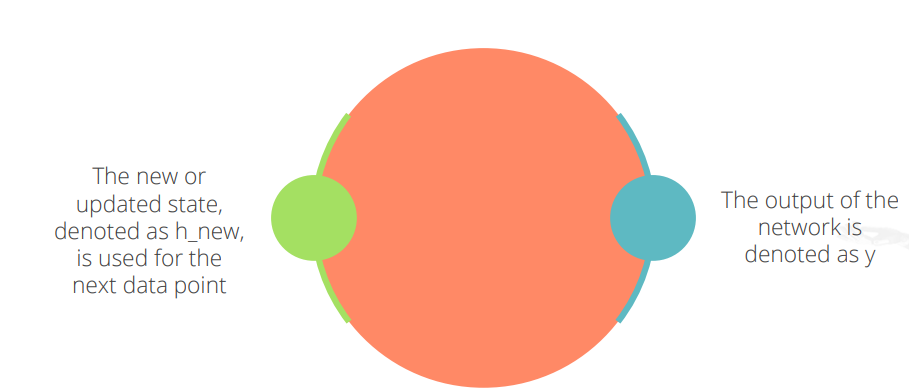 The new or
updated state,
denoted as h_new,
is used for the
next data point
The output of the
network is
denoted as y